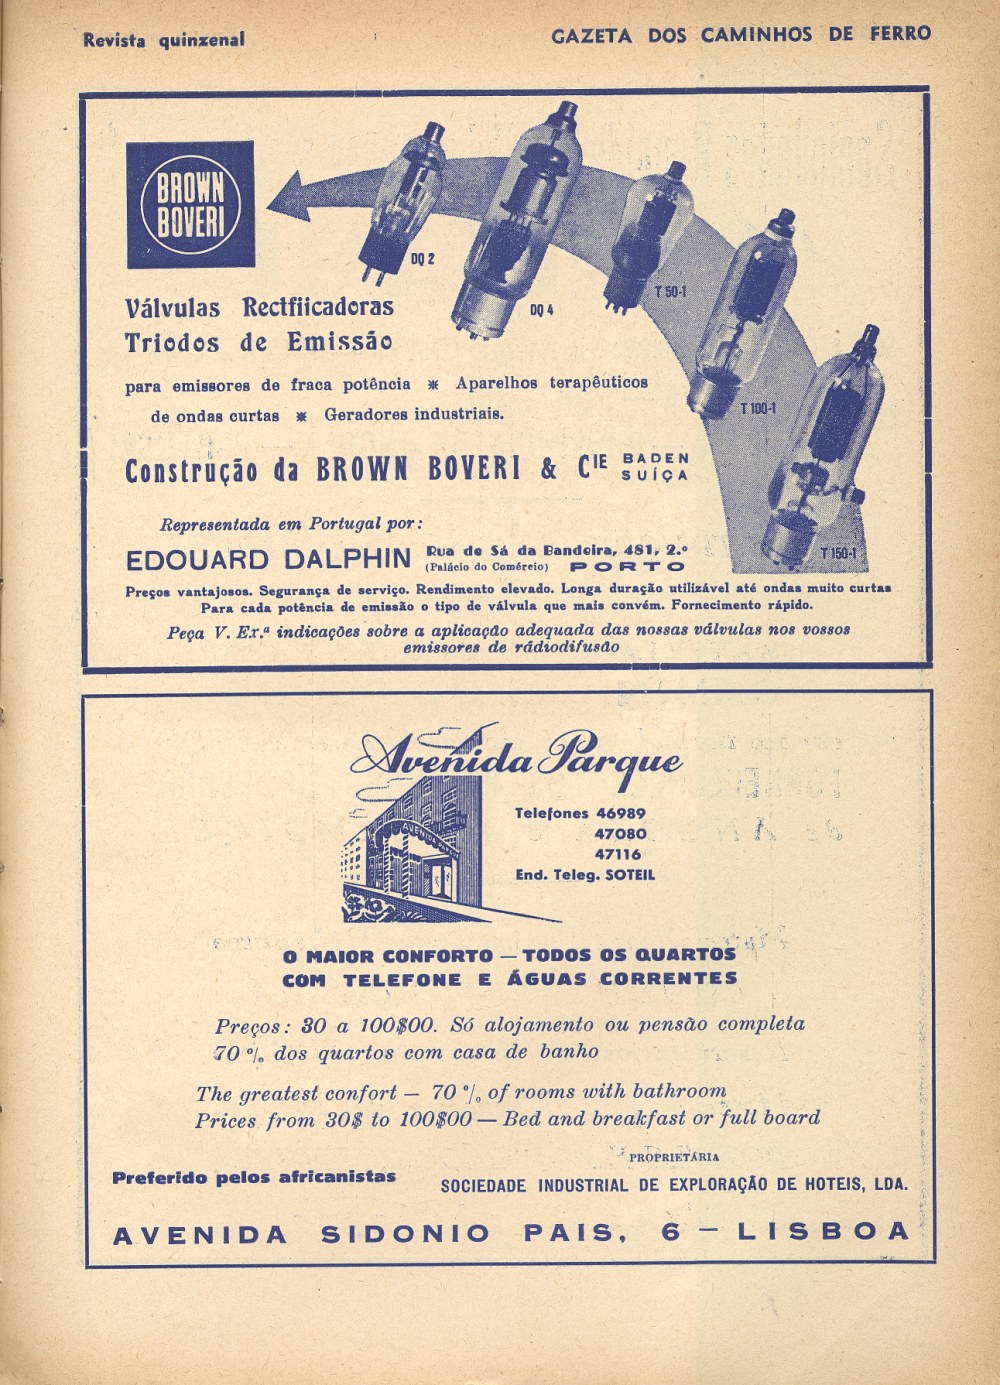 Revista quinzenal
GAZETA DOS CAMINHOS DE FERRO
BROWN
BOVERI
DQ 2
DQ 4
T 50-1
T 100-1
T 150-1
Válvulas Rectfiicadoras
Triodos de Emissão
para emissores de fraca potência ⁕ Aparelhos terapêuticos
de ondas curtas ⁕ Geradores industriais.
Construção da BROWN BOVERI & CIE BADEN
SUÍÇA
Representada em Portugal por:
EDOUARD DALPHIN Rua de Sá da Bandeira, 481, 2.º
(Palácio do Comércio) PORTO
Preços vantajosos. Segurança de serviço. Rendimento elevado. Longa duração utilizável até ondas muito curtas
Para cada potência de emissão o tipo de válvula que mais convém. Fornecimento rápido.
Peça V. Ex.ª indicações sobre a aplicação adequada das nossas válvulas nos vossos
emissores de rádiodifusão
Avenida Parque
AVENIDA
Telefones 46989
47080
47116
End. Teleg. SOTEIL
O MAIOR CONFORTO — TODOS OS QUARTOS
COM TELEFONE E ÁGUAS CORRENTES
Preços: 30 a 100$00. Só alojamento ou pensão completa
70 % dos quartos com casa de banho
The greatest confort — 70 % of rooms with bathroom
Prices from 30$ to 100$00 — Bed and breakfast or full board
Preferido pelos africanistas
PROPRIETÁRIA
SOCIEDADE INDUSTRIAL DE EXPLORAÇÃO DE HOTEIS, LDA.
AVENIDA SIDONIO PAIS, 6 — LISBOA